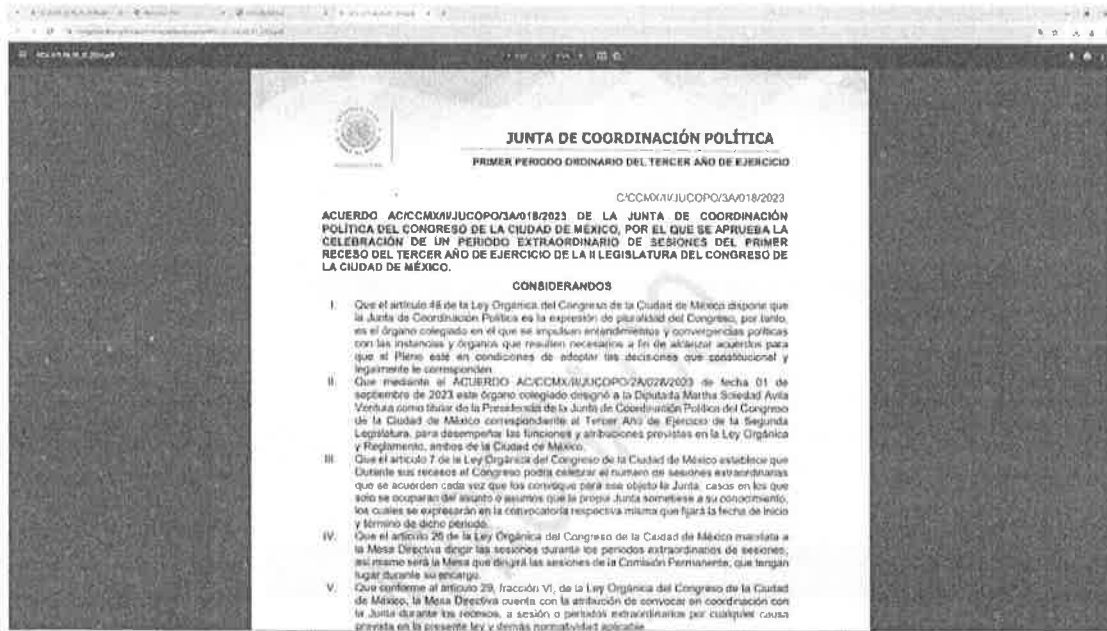 JUNTA DE COORDINACIÓN POLÍTICA
PRIMER PERIODO ORDINARIO DEL TERCER AÑO DE EJERCICIO
C/CCMX/II/JUCOPO/3A/018/2023
ACUERDO AC/CCMX/II/JUCOPO/3A/018/2023 DE LA JUNTA DE COORDINACIÓN
POLÍTICA DEL CONGRESO DE LA CIUDAD DE MÉXICO, POR EL QUE SE APRUEBA LA
CELEBRACIÓN DE UN PERIODO EXTRAORDINARIO DE SESIONES DEL PRIMER
RECESO DEL TERCER AÑO DE EJERCICIO DE LA II LEGISLATURA DEL CONGRESO DE
LA CIUDAD DE MÉXICO.
CONSIDERANDOS
I. Que el artículo 48 de la Ley Orgánica del Congreso de la Ciudad de México dispone que
la Junta de Coordinación Política es la expresión de pluralidad del Congreso, por tanto,
es el órgano colegiado en el que se impulsan entendimientos y convergencias políticas
con las instancias y órganos que resulten necesarios a fin de alcanzar acuerdos para
que el Pleno esté en condiciones de adoptar las decisiones que constitucional y
legalmente le corresponden.
II. Que mediante el ACUERDO AC/CCMX/II/JUCOPO/2A/028/2023 de fecha 01 de
septiembre de 2023 este órgano colegiado designó a la Diputada Martha Soledad Avila
Ventura como titular de la Presidencia de la Junta de Coordinación Política del Congreso
de la Ciudad de México correspondiente al Tercer Año de Ejercicio de la Segunda
Legislatura, para desempeñar las funciones y atribuciones previstas en la Ley Orgánica
y Reglamento, ambos de la Ciudad de México.
III. Que el artículo 7 de la Ley Orgánica del Congreso de la Ciudad de México establece que
Durante sus recesos el Congreso podrá celebrar el número de sesiones extraordinarias
que se acuerden cada vez que los convoque para ese objeto la Junta, casos en los que
solo se ocuparán del asunto o asuntos que la propia Junta sometiese a su conocimiento,
los cuales se expresarán en la convocatoria respectiva misma que fijará la fecha de inicio
y término de dicho periodo.
IV. Que el artículo 26 de la Ley Orgánica del Congreso de la Ciudad de México mandata a
la Mesa Directiva dirigir las sesiones durante los periodos extraordinarios de sesiones,
así mismo será la Mesa que dirigirá las sesiones de la Comisión Permanente, que tengan
lugar durante su encargo.
V. Que conforme al artículo 29, fracción VI, de la Ley Orgánica del Congreso de la Ciudad
de México, la Mesa Directiva cuenta con la atribución de convocar en coordinación con
la Junta durante los recesos, a sesión o periodos extraordinarios por cualquier causa
prevista en la presente ley y demás normatividad aplicable.